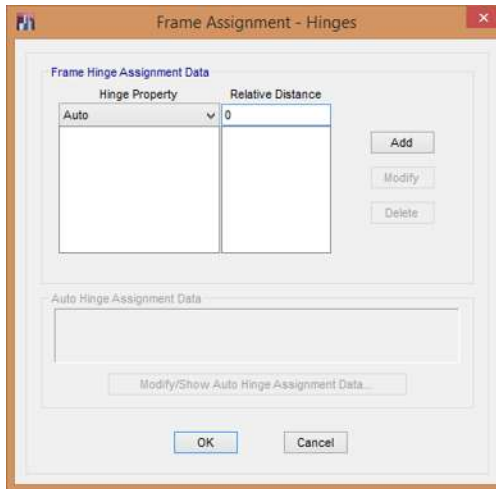 Frame Assignment - Hinges
Frame Hinge Assignment Data
Hinge Property Relative Distance
Auto 0
Add
Modify
Delete
Auto Hinge Assignment Data
Modify/Show Auto Hinge Assignment Data...
OK Cancel